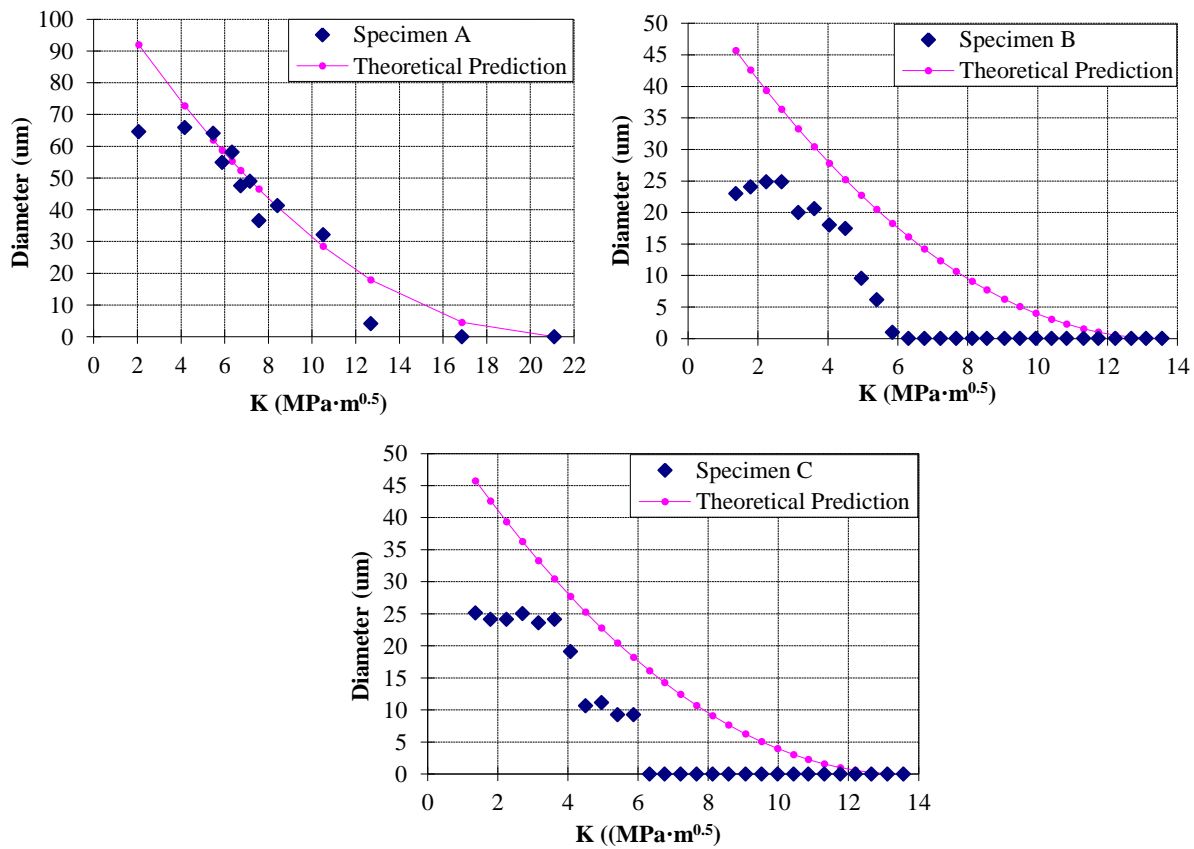 100
90
80
70
60
50
40
30
20
10
0
Diameter (um)
Specimen A
Theoretical Prediction
0 2 4 6 8 10 12 14 16 18 20 22
K (MPa·m0.5)
50
45
40
35
30
25
20
15
10
5
0
Diameter (um)
Specimen B
Theoretical Prediction
0 2 4 6 8 10 12 14
K (MPa·m0.5)
50
45
40
35
30
25
20
15
10
5
0
Diameter (um)
Specimen C
Theoretical Prediction
0 2 4 6 8 10 12 14
K ((MPa·m0.5)